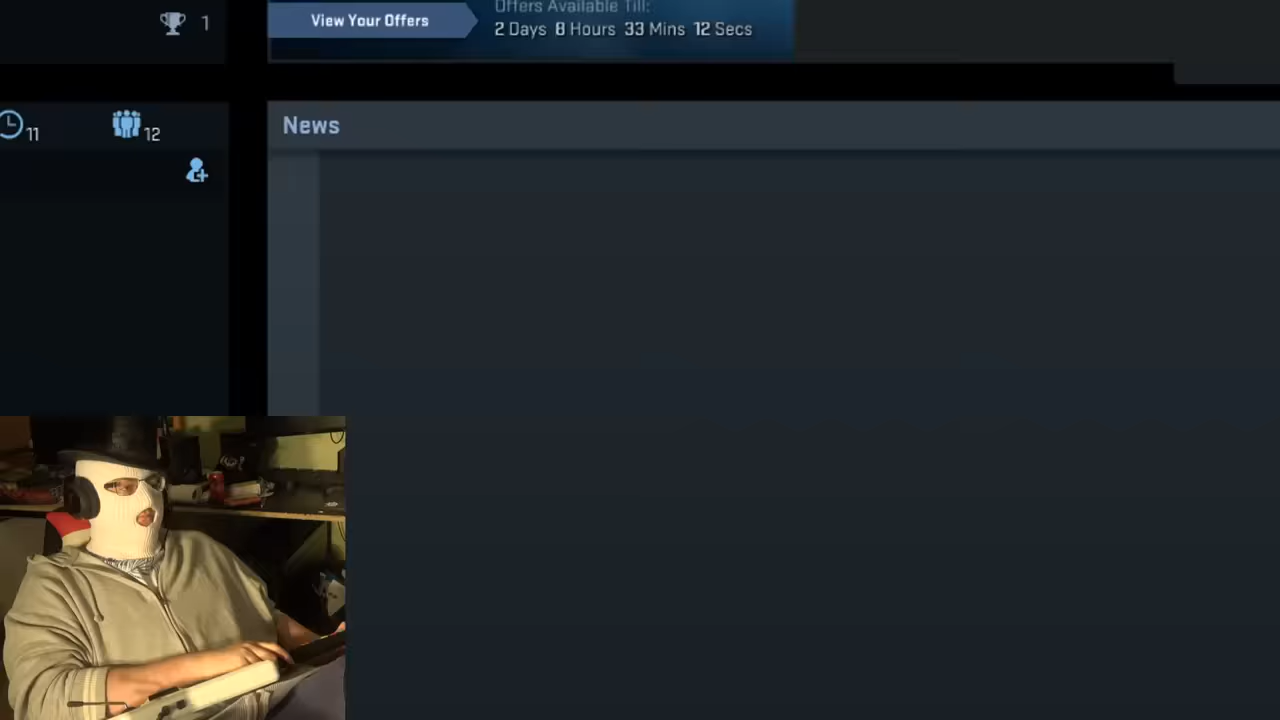 1
View Your Offers
Offers Available Till:
2 Days 8 Hours 33 Mins 12 Secs
11
12
News